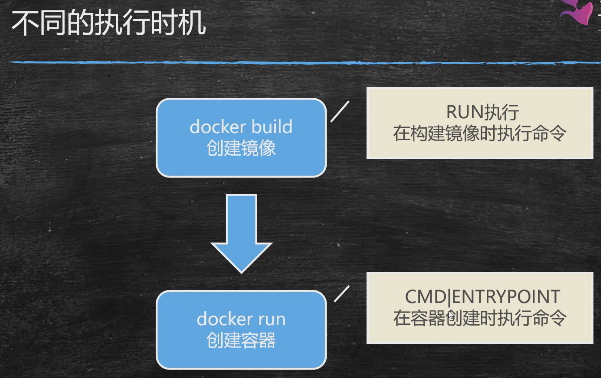 不同的执行时机
docker build
创建镜像
RUN执行
在构建镜像时执行命令
docker run
创建容器
CMD|ENTRYPOINT
在容器创建时执行命令